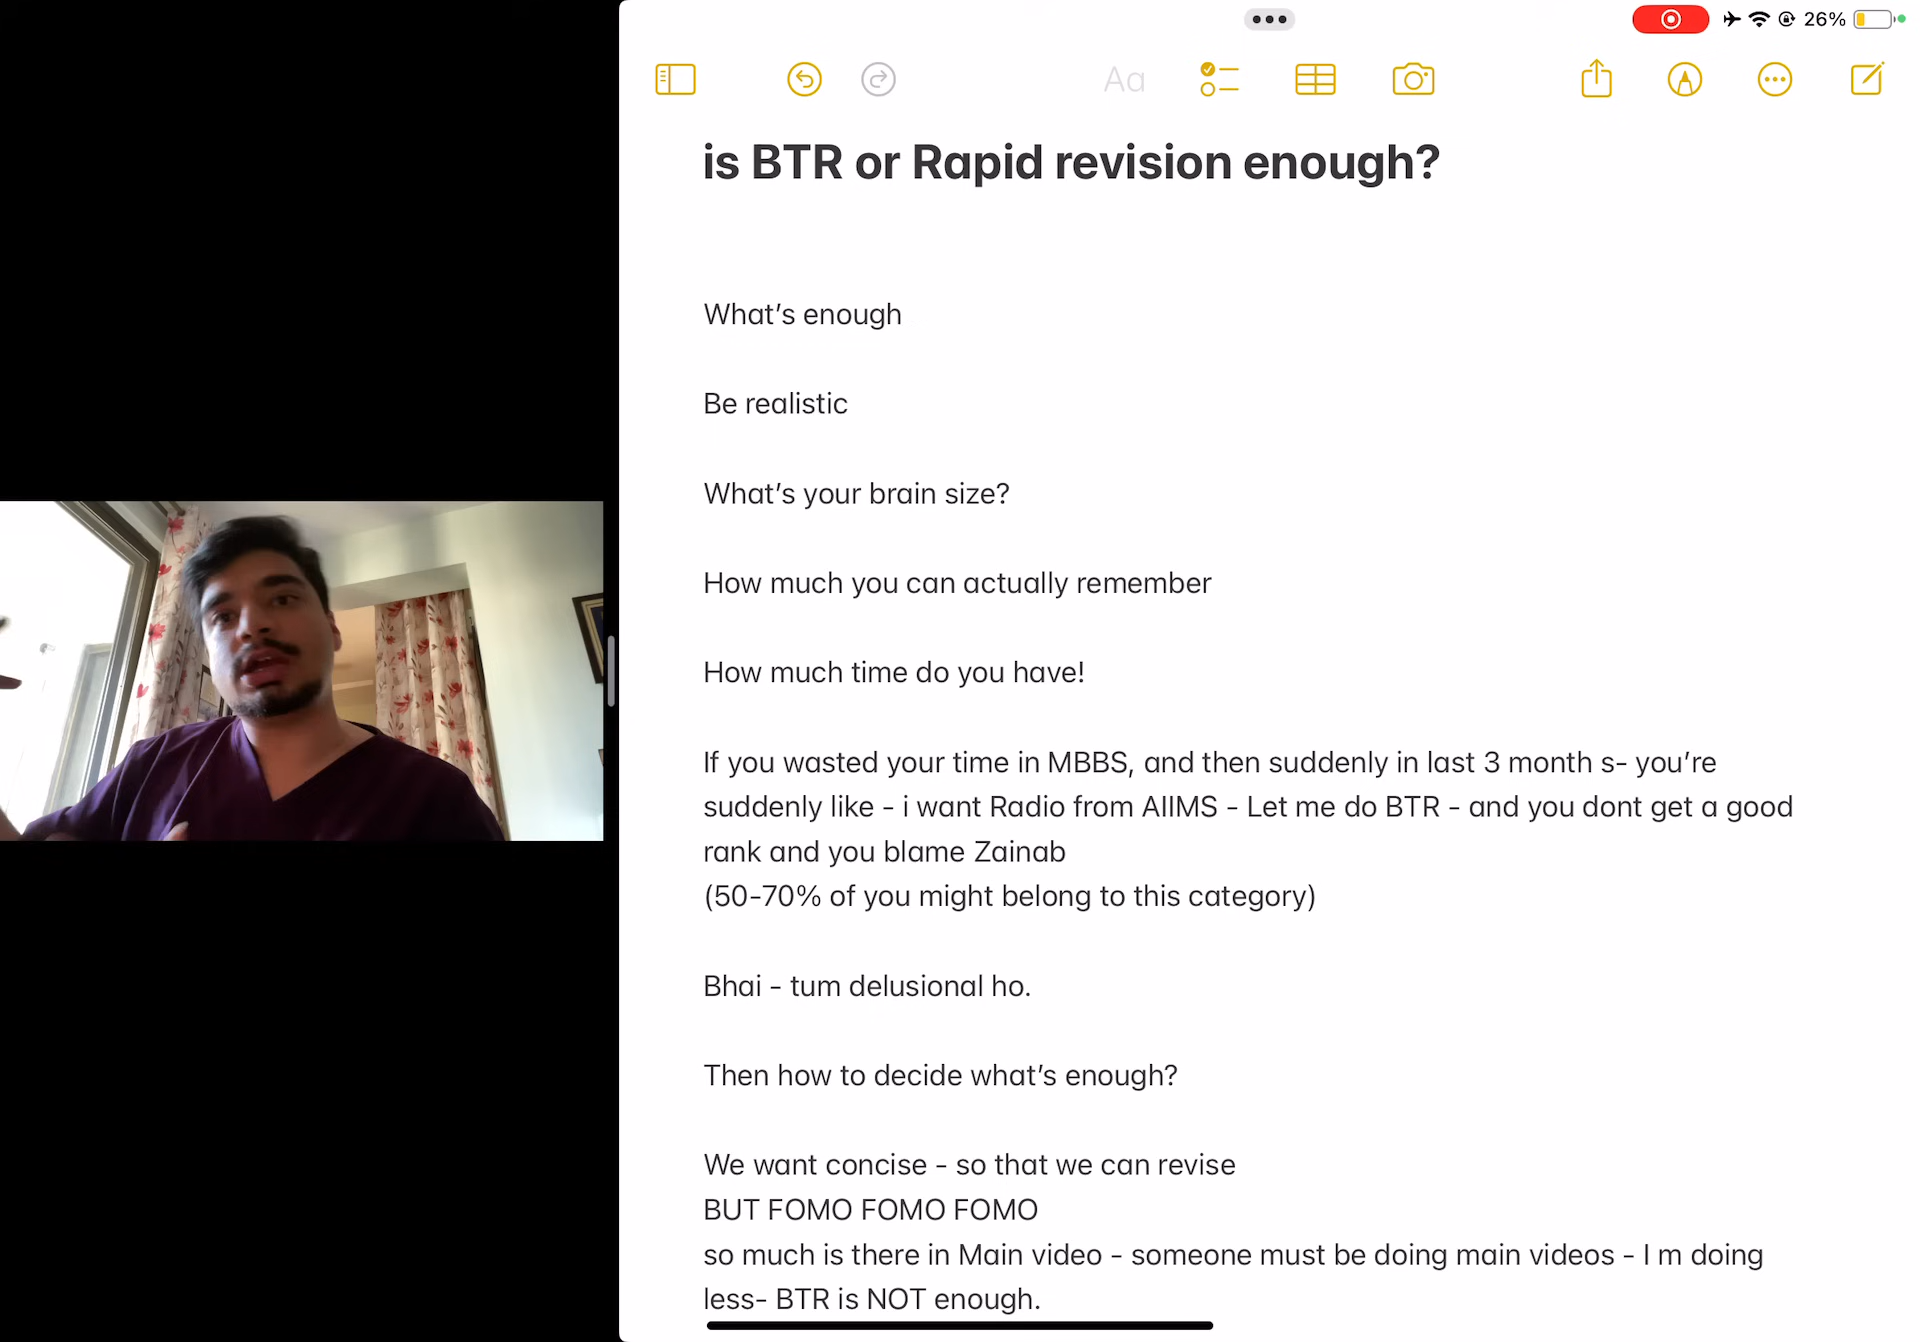 26%
Aa
is BTR or Rapid revision enough?
What's enough
Be realistic
What's your brain size?
How much you can actually remember
How much time do you have!
If you wasted your time in MBBS, and then suddenly in last 3 month s- you're
suddenly like - i want Radio from AIIMS - Let me do BTR - and you dont get a good
rank and you blame Zainab
(50-70% of you might belong to this category)
Bhai - tum delusional ho.
Then how to decide what's enough?
We want concise - so that we can revise
BUT FOMO FOMO FOMO
so much is there in Main video - someone must be doing main videos - I m doing
less- BTR is NOT enough.